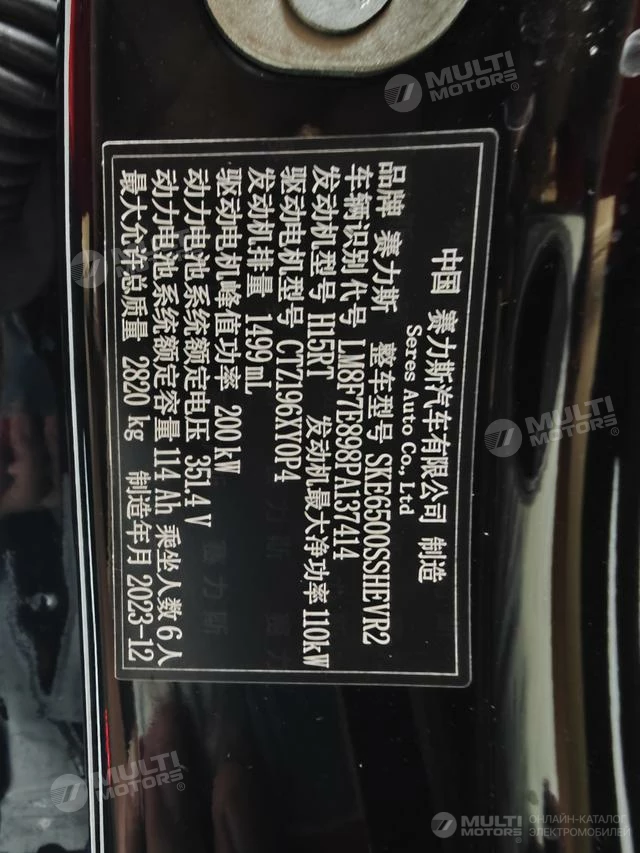 中国 赛力斯汽车有限公司 制造
Seres Auto Co., Ltd
品牌 赛力斯 整车型号 SKE6500SSHEVR2
车辆识别代号 LM8F7E898PA137414
发动机型号 H15RT 发动机最大净功率 110kW
驱动电机型号 CTZ196XY0P4
发动机排量 1499 mL
驱动电机峰值功率 200 kW
动力电池系统额定电压 351.4 V
动力电池系统额定容量 114 Ah 乘坐人数 6 人
最大允许总质量 2820 kg 制造年月 2023-12
MULTI
MOTORS®
MULTI
MOTORS®
MULTI
MOTORS®
MULTI
MOTORS®
MULTI
MOTORS®
ОНЛАЙН-КАТАЛОГ
ЭЛЕКТРОМОБИЛЕЙ